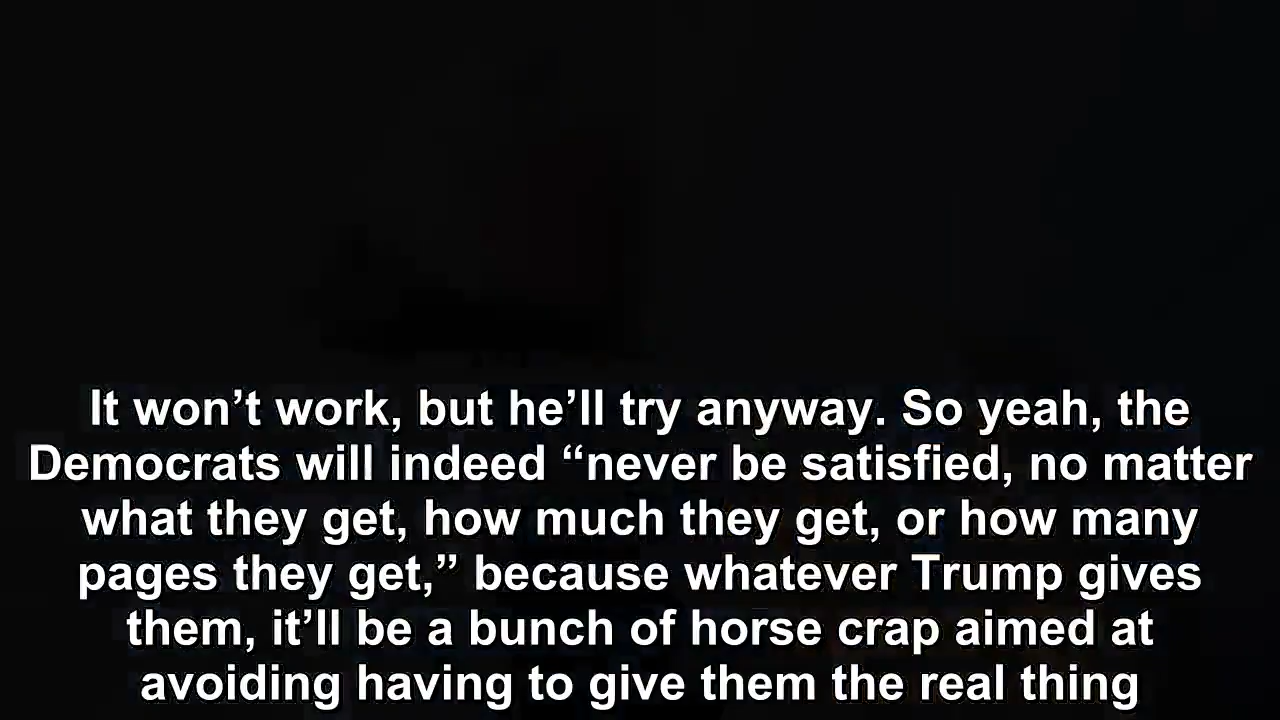 It won’t work, but he’ll try anyway. So yeah, the
Democrats will indeed “never be satisfied, no matter
what they get, how much they get, or how many
pages they get,” because whatever Trump gives
them, it’ll be a bunch of horse crap aimed at
avoiding having to give them the real thing